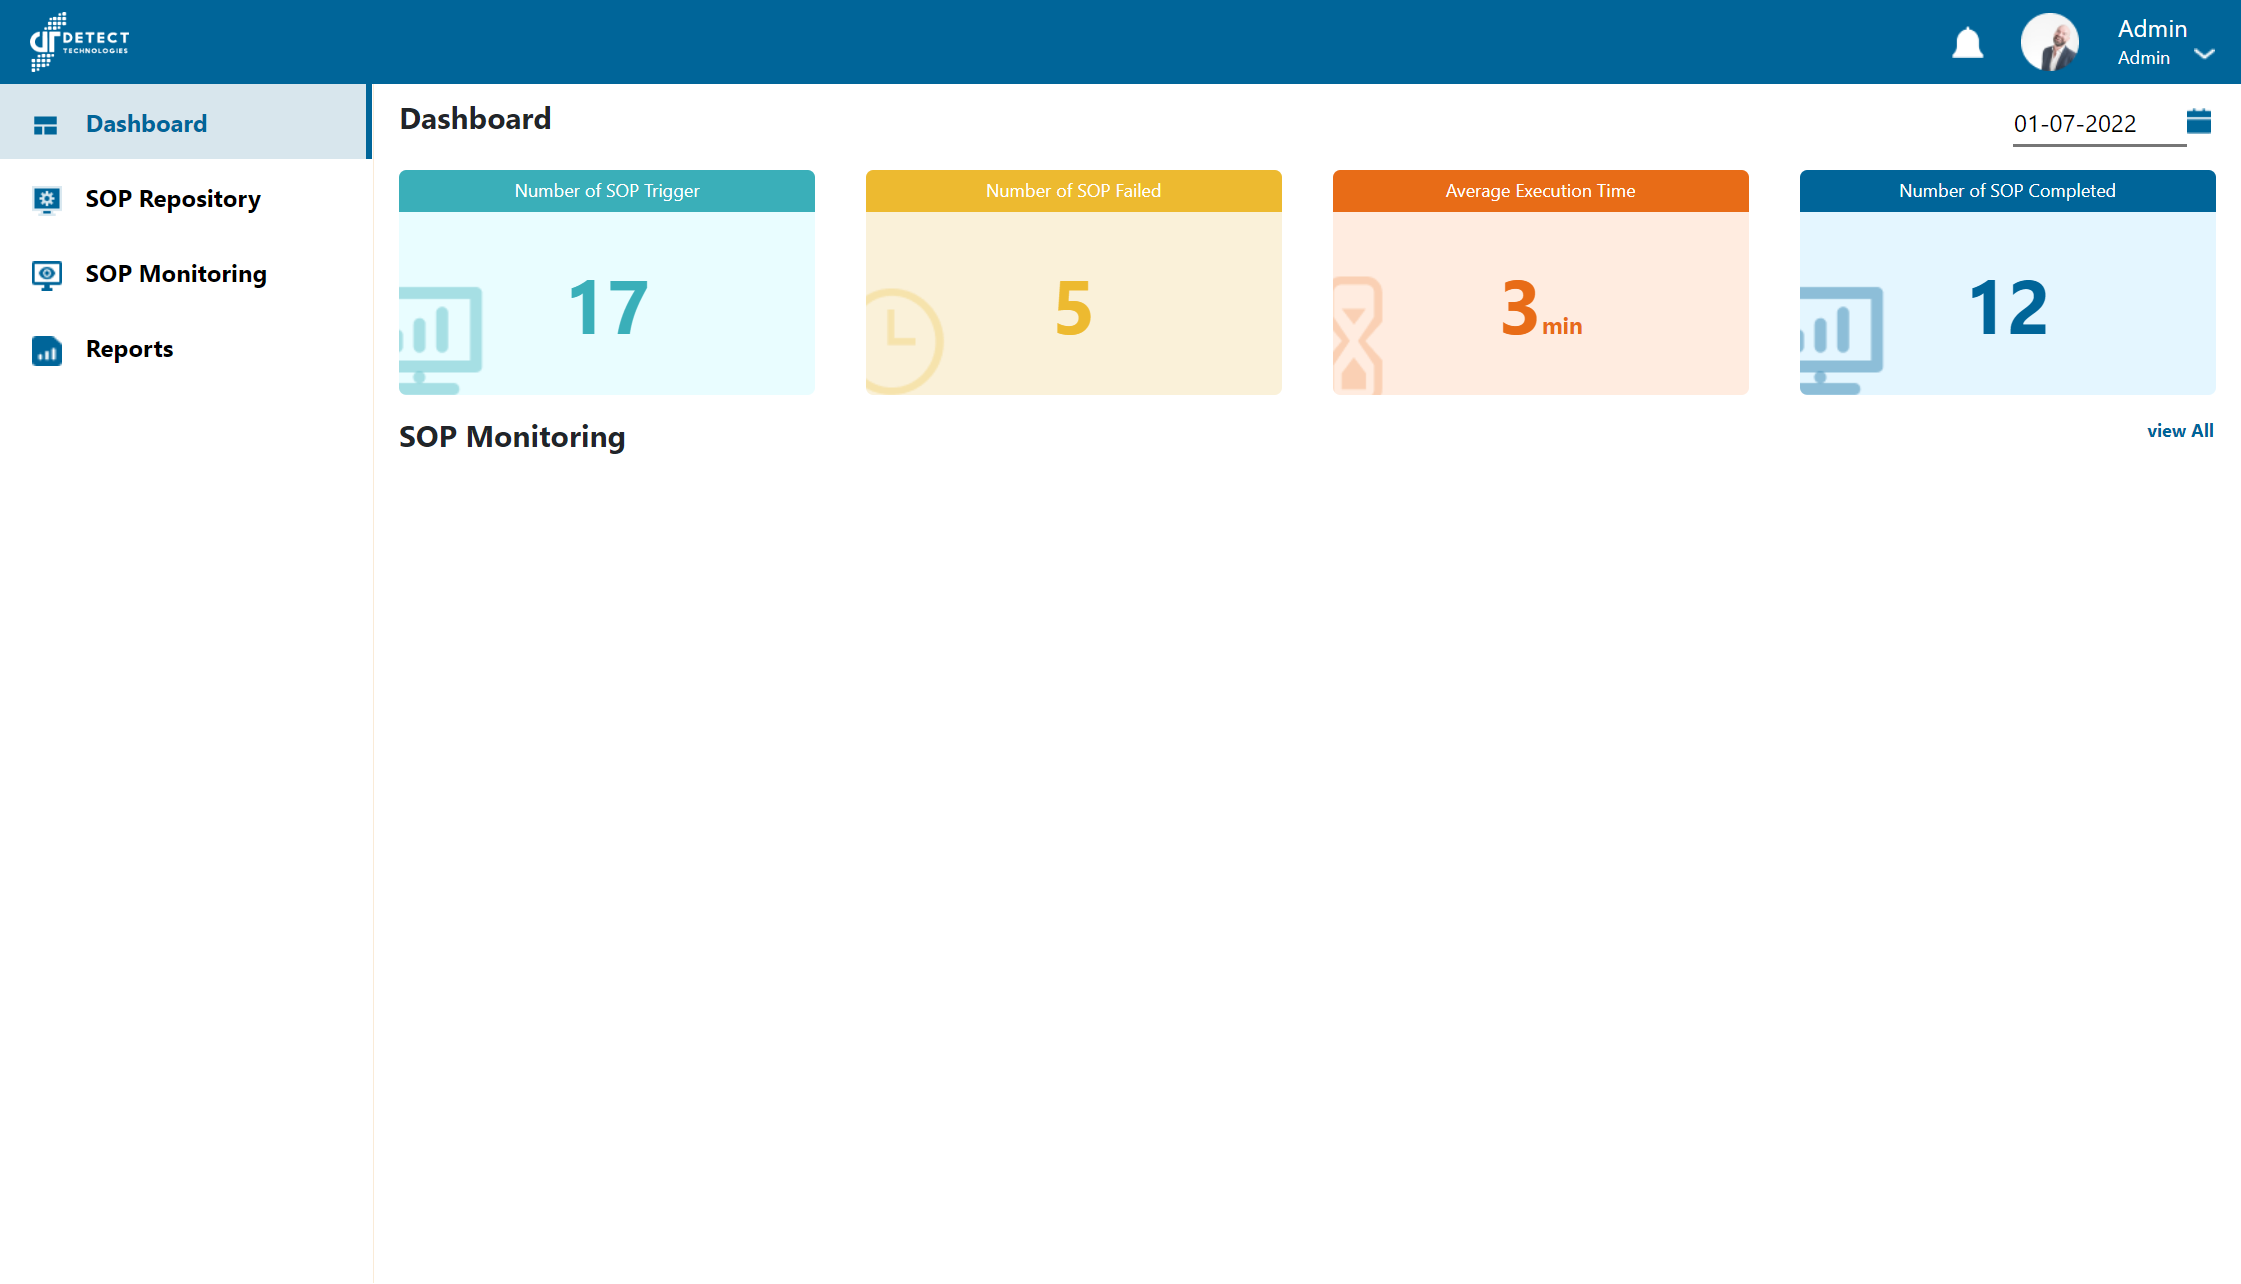 DETECT
TECHNOLOGIES
Admin
Admin
Dashboard
SOP Repository
SOP Monitoring
Reports
Dashboard
01-07-2022
Number of SOP Trigger
17
Number of SOP Failed
5
Average Execution Time
3 min
Number of SOP Completed
12
SOP Monitoring
view All